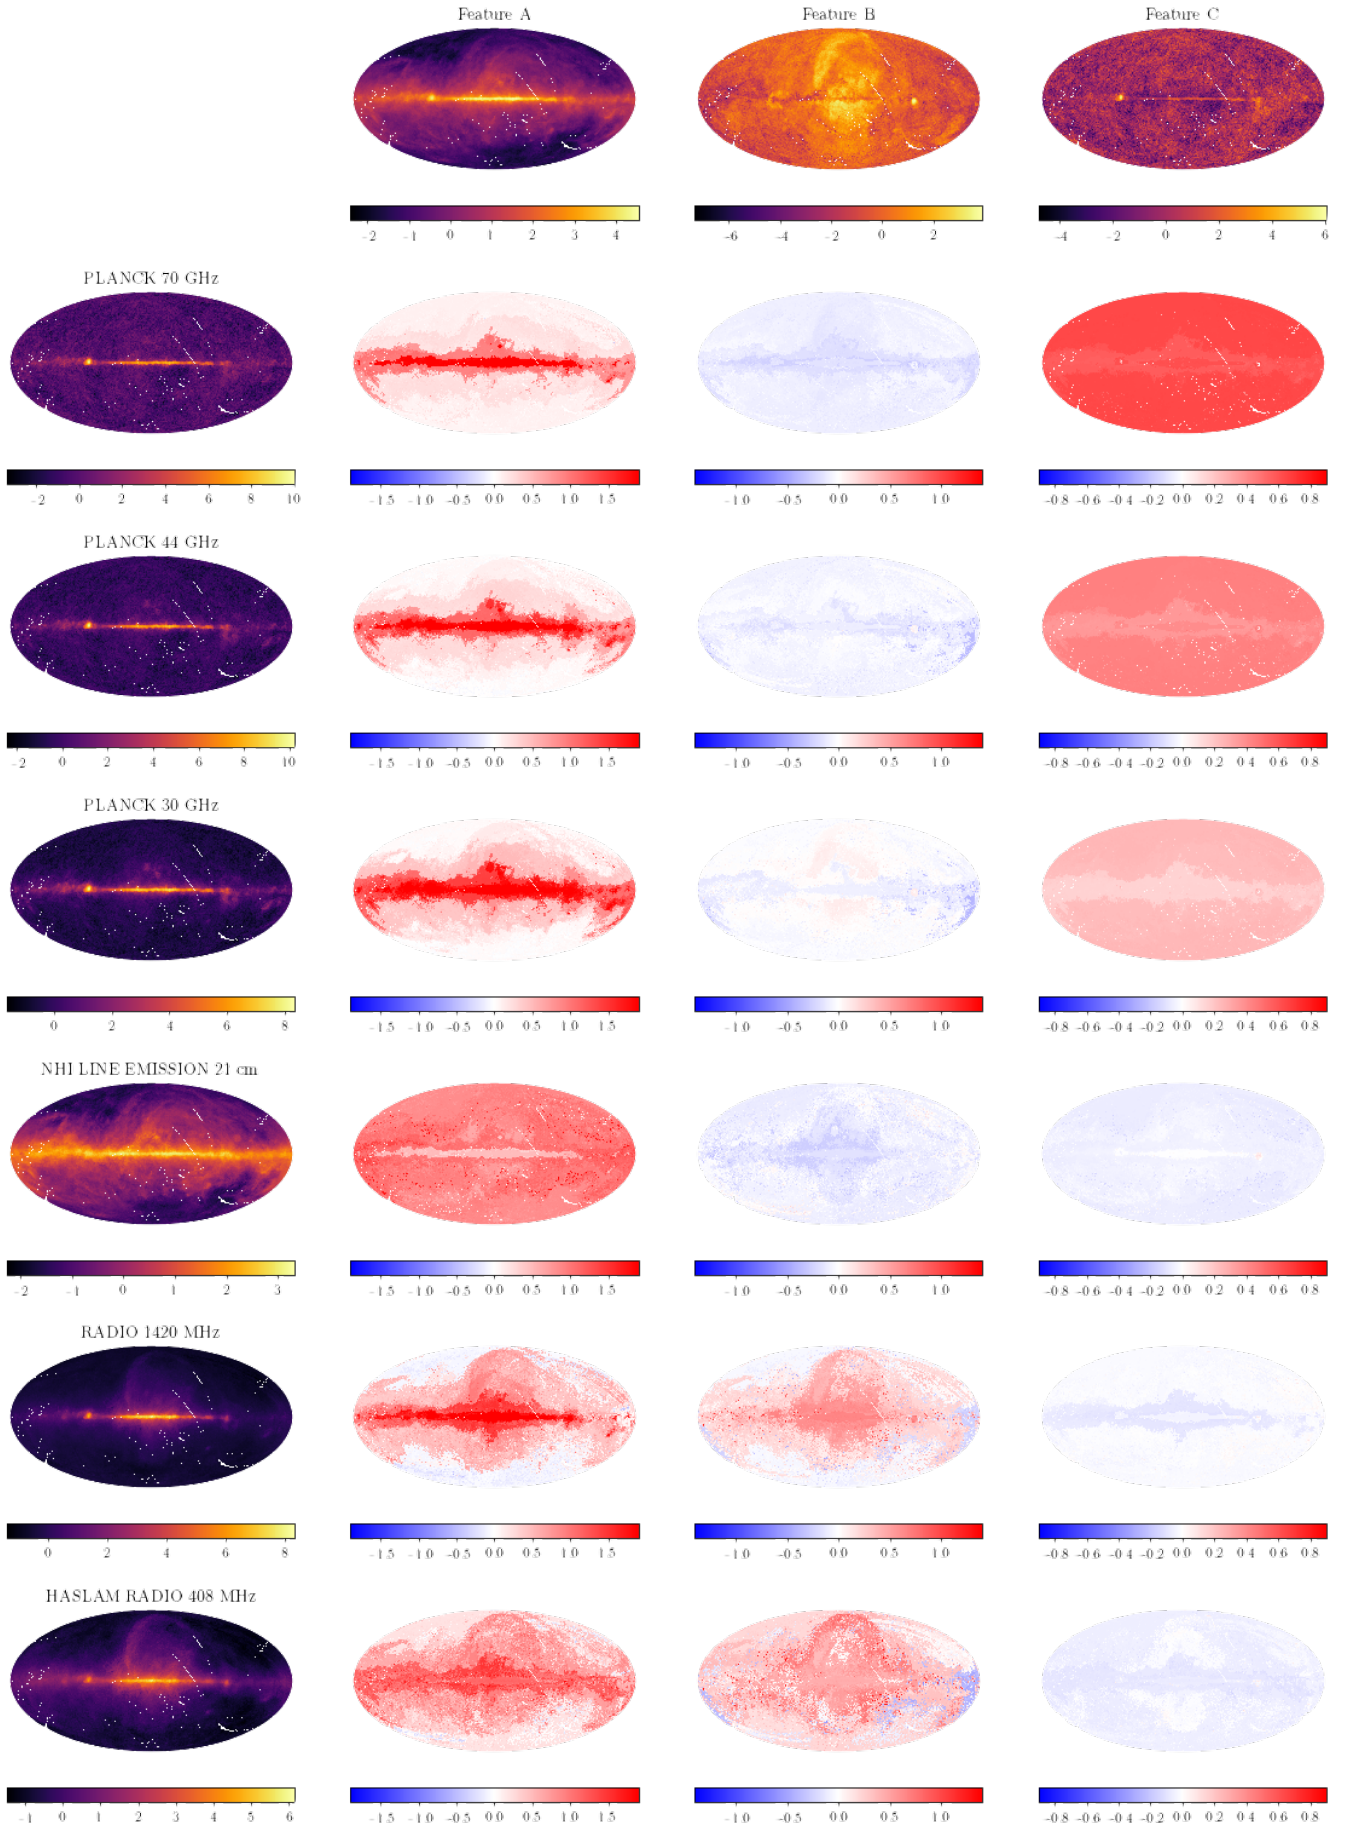 Feature A Feature B Feature C
-2 -1 0 1 2 3 4 -6 -4 -2 0 2 -4 -2 0 2 4 6
PLANCK 70 GHz
-2 0 2 4 6 8 10 -1.5 -1.0 -0.5 0.0 0.5 1.0 1.5 -1.0 -0.5 0.0 0.5 1.0 -0.8 -0.6 -0.4 -0.2 0.0 0.2 0.4 0.6 0.8
PLANCK 44 GHz
-2 0 2 4 6 8 10 -1.5 -1.0 -0.5 0.0 0.5 1.0 1.5 -1.0 -0.5 0.0 0.5 1.0 -0.8 -0.6 -0.4 -0.2 0.0 0.2 0.4 0.6 0.8
PLANCK 30 GHz
0 2 4 6 8 -1.5 -1.0 -0.5 0.0 0.5 1.0 1.5 -1.0 -0.5 0.0 0.5 1.0 -0.8 -0.6 -0.4 -0.2 0.0 0.2 0.4 0.6 0.8
NHI LINE EMISSION 21 cm
-2 -1 0 1 2 3 -1.5 -1.0 -0.5 0.0 0.5 1.0 1.5 -1.0 -0.5 0.0 0.5 1.0 -0.8 -0.6 -0.4 -0.2 0.0 0.2 0.4 0.6 0.8
RADIO 1420 MHz
0 2 4 6 8 -1.5 -1.0 -0.5 0.0 0.5 1.0 1.5 -1.0 -0.5 0.0 0.5 1.0 -0.8 -0.6 -0.4 -0.2 0.0 0.2 0.4 0.6 0.8
HASLAM RADIO 408 MHz
-1 0 1 2 3 4 5 6 -1.5 -1.0 -0.5 0.0 0.5 1.0 1.5 -1.0 -0.5 0.0 0.5 1.0 -0.8 -0.6 -0.4 -0.2 0.0 0.2 0.4 0.6 0.8